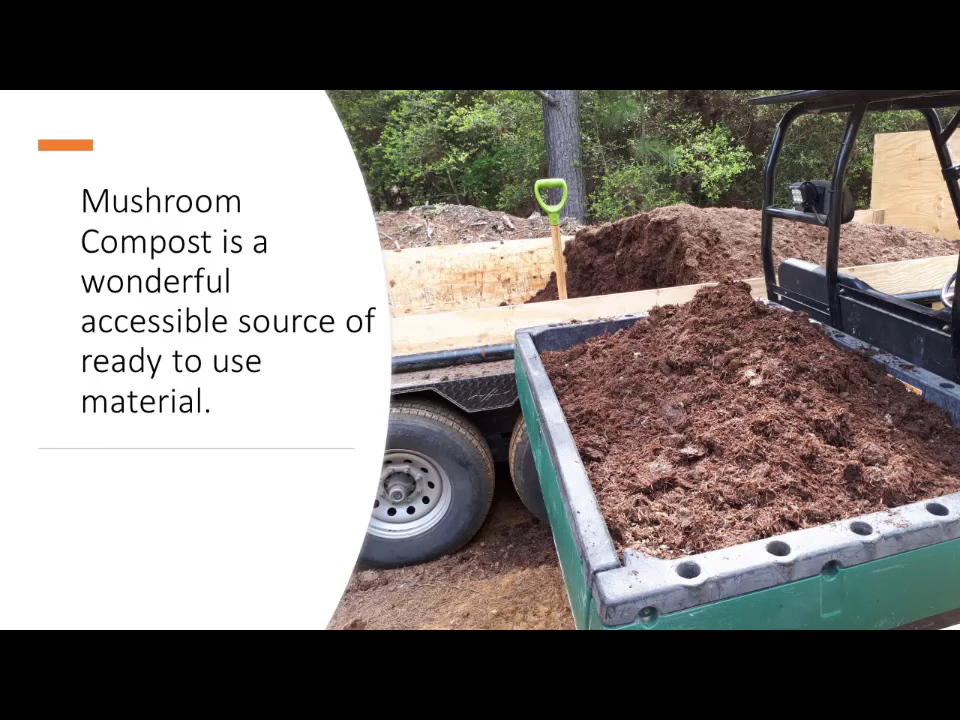 Mushroom
Compost is a
wonderful
accessible source of
ready to use
material.